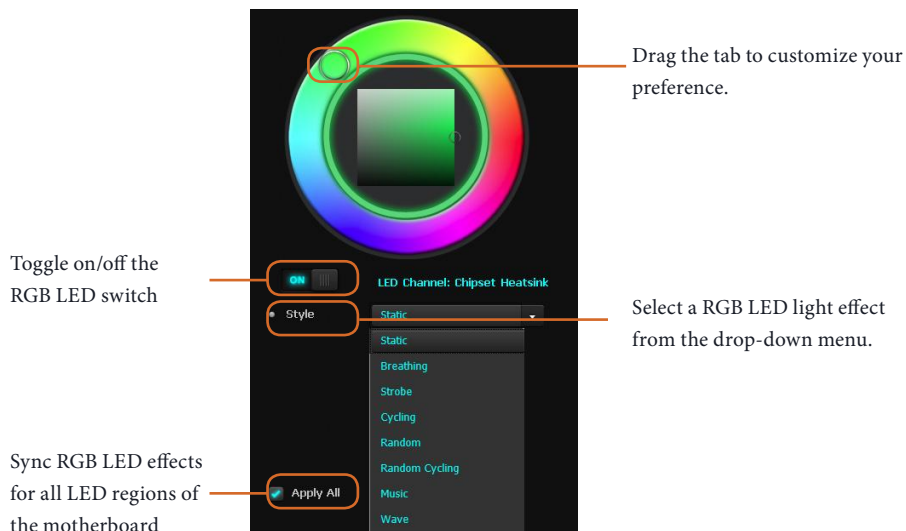 Drag the tab to customize your
preference.
Toggle on/off the
RGB LED switch
ON
LED Channel: Chipset Heatsink
Style
Static
Select a RGB LED light effect
from the drop-down menu.
Static
Breathing
Strobe
Cycling
Random
Random Cycling
Music
Wave
Sync RGB LED effects
for all LED regions of
the motherboard
Apply All